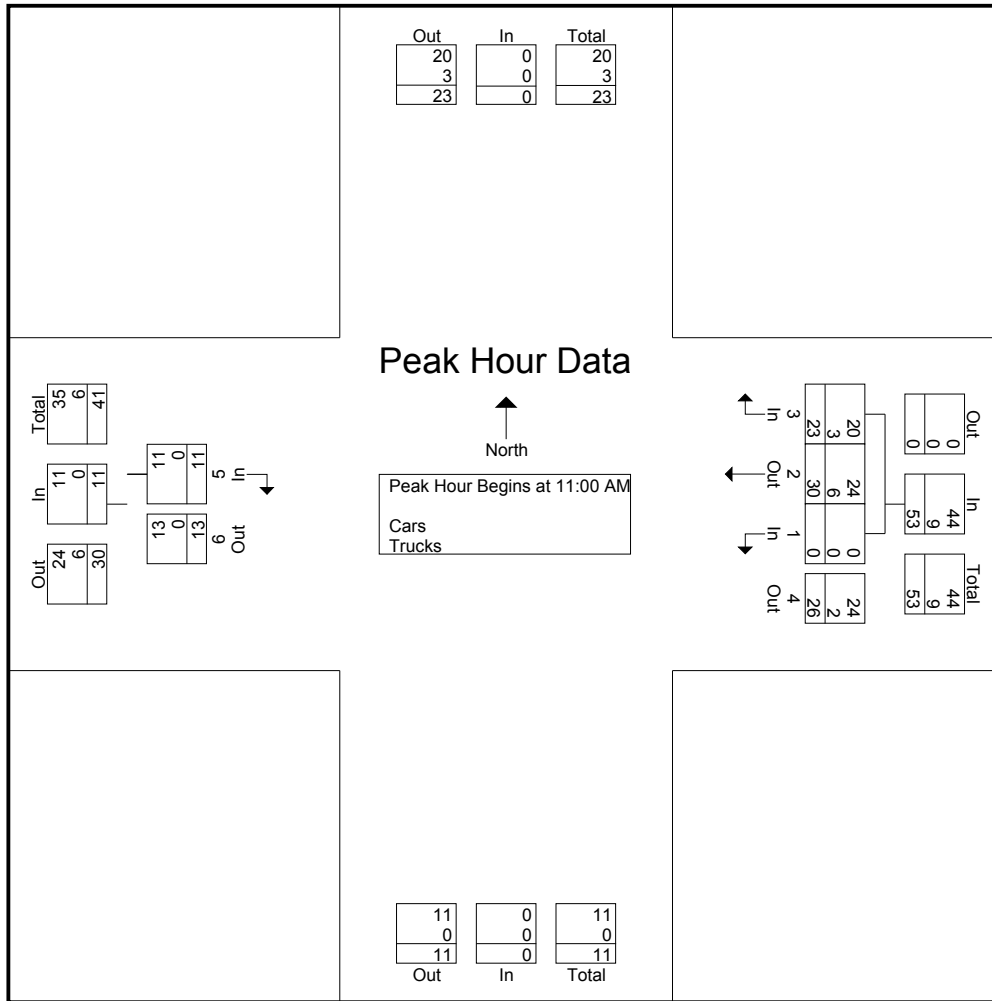 Out In Total
20 0 20
3 0 3
23 0 23
Peak Hour Data
North
Peak Hour Begins at 11:00 AM
Cars
Trucks
Total
35 6 41
In
11 0 11
Out
24 6 30
11 0 11
5 In
13 0 13
6 Out
3 In
20 3 23
2 Out
24 6 30
1 In
0 0 0
4 Out
24 2 26
Out
0 0 0
In
44 9 53
Total
44 9 53
11 0 11
0 0 0
11 0 11
Out In Total